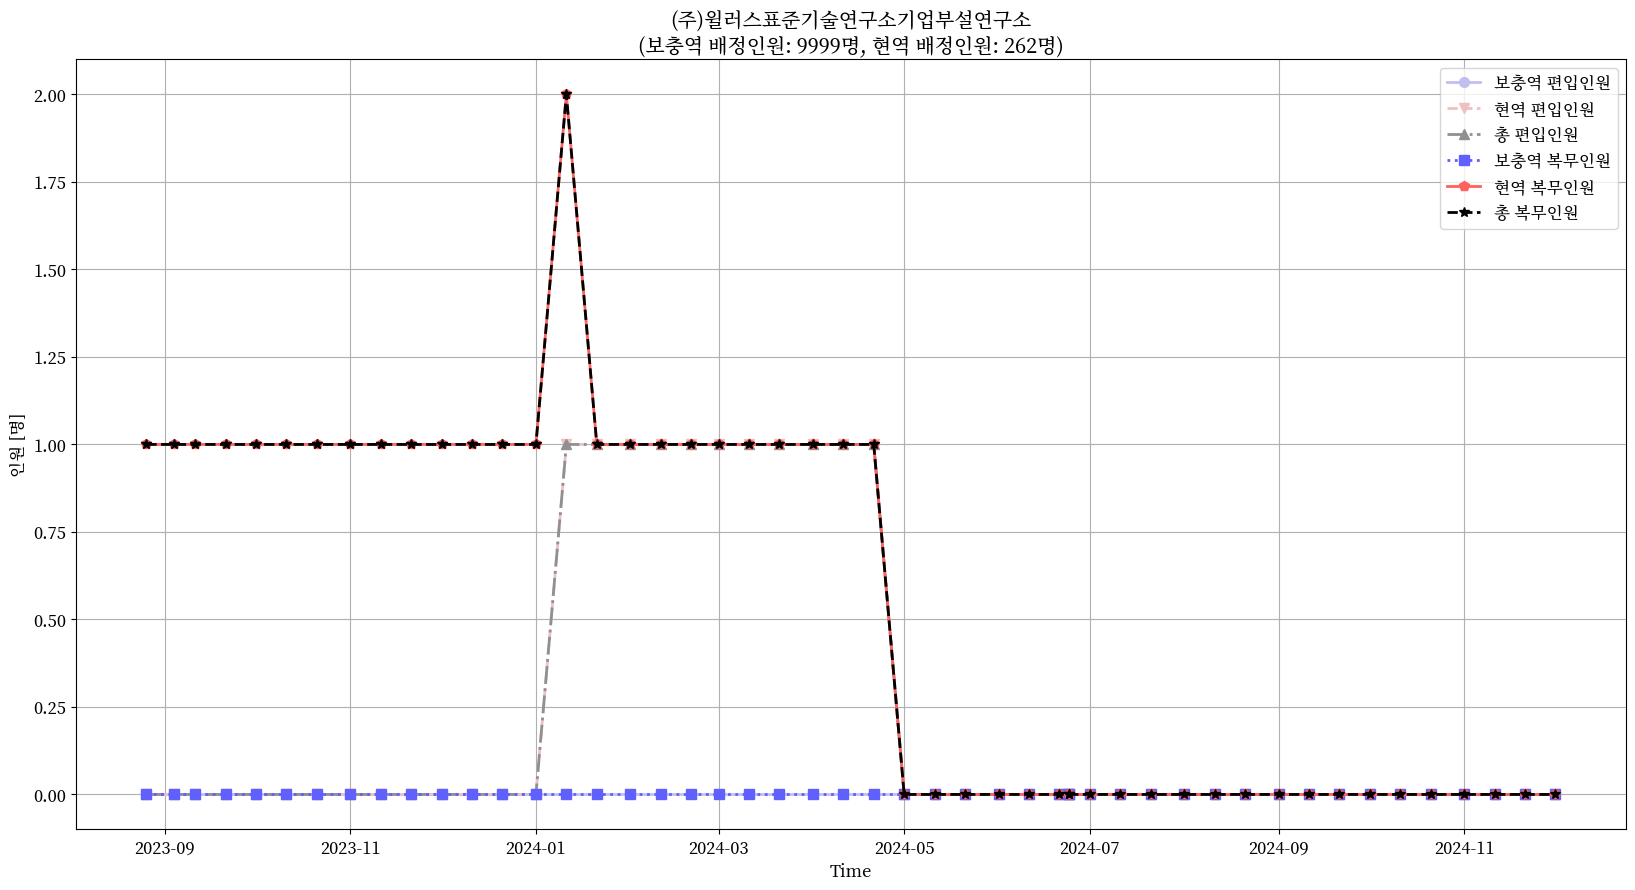 (주)윌러스표준기술연구소기업부설연구소
(보충역 배정인원: 9999명, 현역 배정인원: 262명)
보충역 편입인원
현역 편입인원
총 편입인원
보충역 복무인원
현역 복무인원
총 복무인원
인원 [명]
2.00
1.75
1.50
1.25
1.00
0.75
0.50
0.25
0.00
2023-09
2023-11
2024-01
2024-03
2024-05
2024-07
2024-09
2024-11
Time